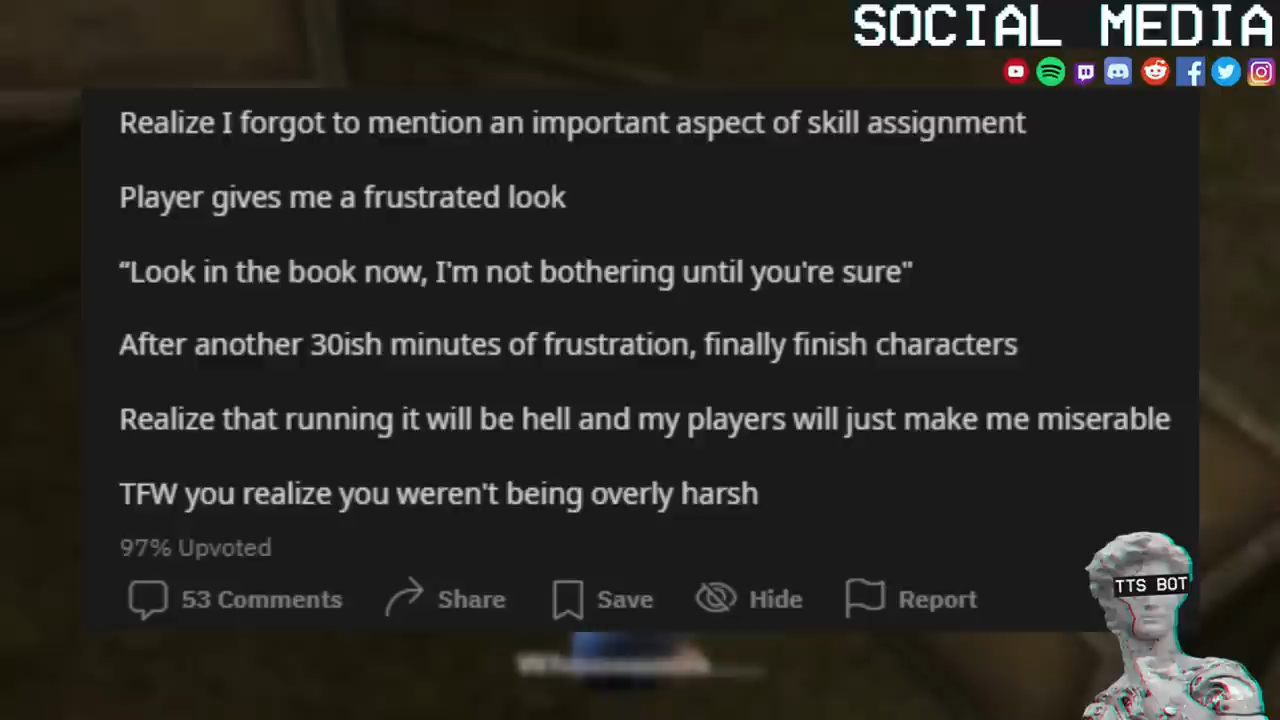 SOCIAL MEDIA
Realize I forgot to mention an important aspect of skill assignment
Player gives me a frustrated look
“Look in the book now, I'm not bothering until you're sure"
After another 30ish minutes of frustration, finally finish characters
Realize that running it will be hell and my players will just make me miserable
TFW you realize you weren't being overly harsh
97% Upvoted
53 Comments Share Save Hide Report
TTS BOT